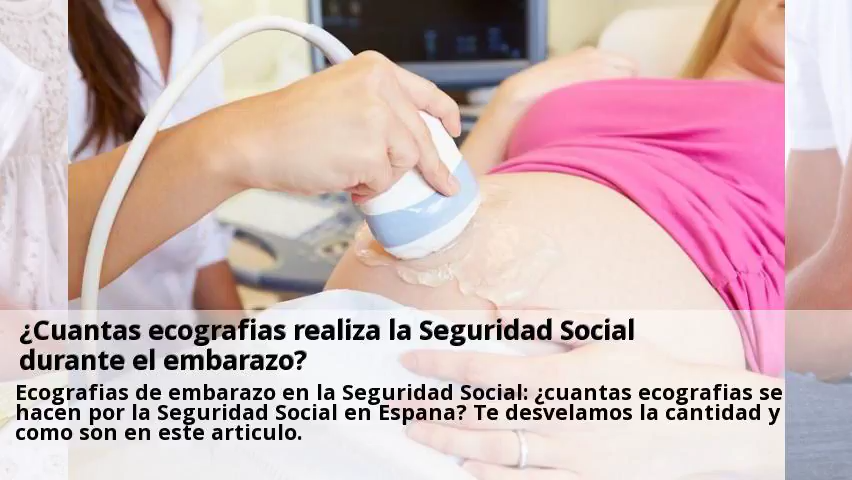 ¿Cuantas ecografias realiza la Seguridad Social
durante el embarazo?
Ecografias de embarazo en la Seguridad Social: ¿cuantas ecografias se
hacen por la Seguridad Social en Espana? Te desvelamos la cantidad y
como son en este articulo.